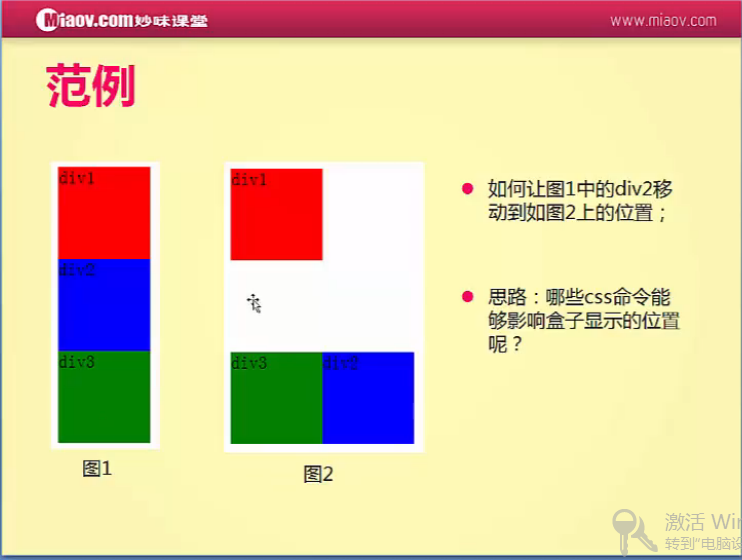 Miaov.com妙味课堂
www.miaov.com
范例
div1
div2
div3
图1
div1
div3
div2
图2
如何让图1中的div2移
动到如图2上的位置；
思路：哪些css命令能
够影响盒子显示的位置
呢？
激活 Win
转到"电脑设